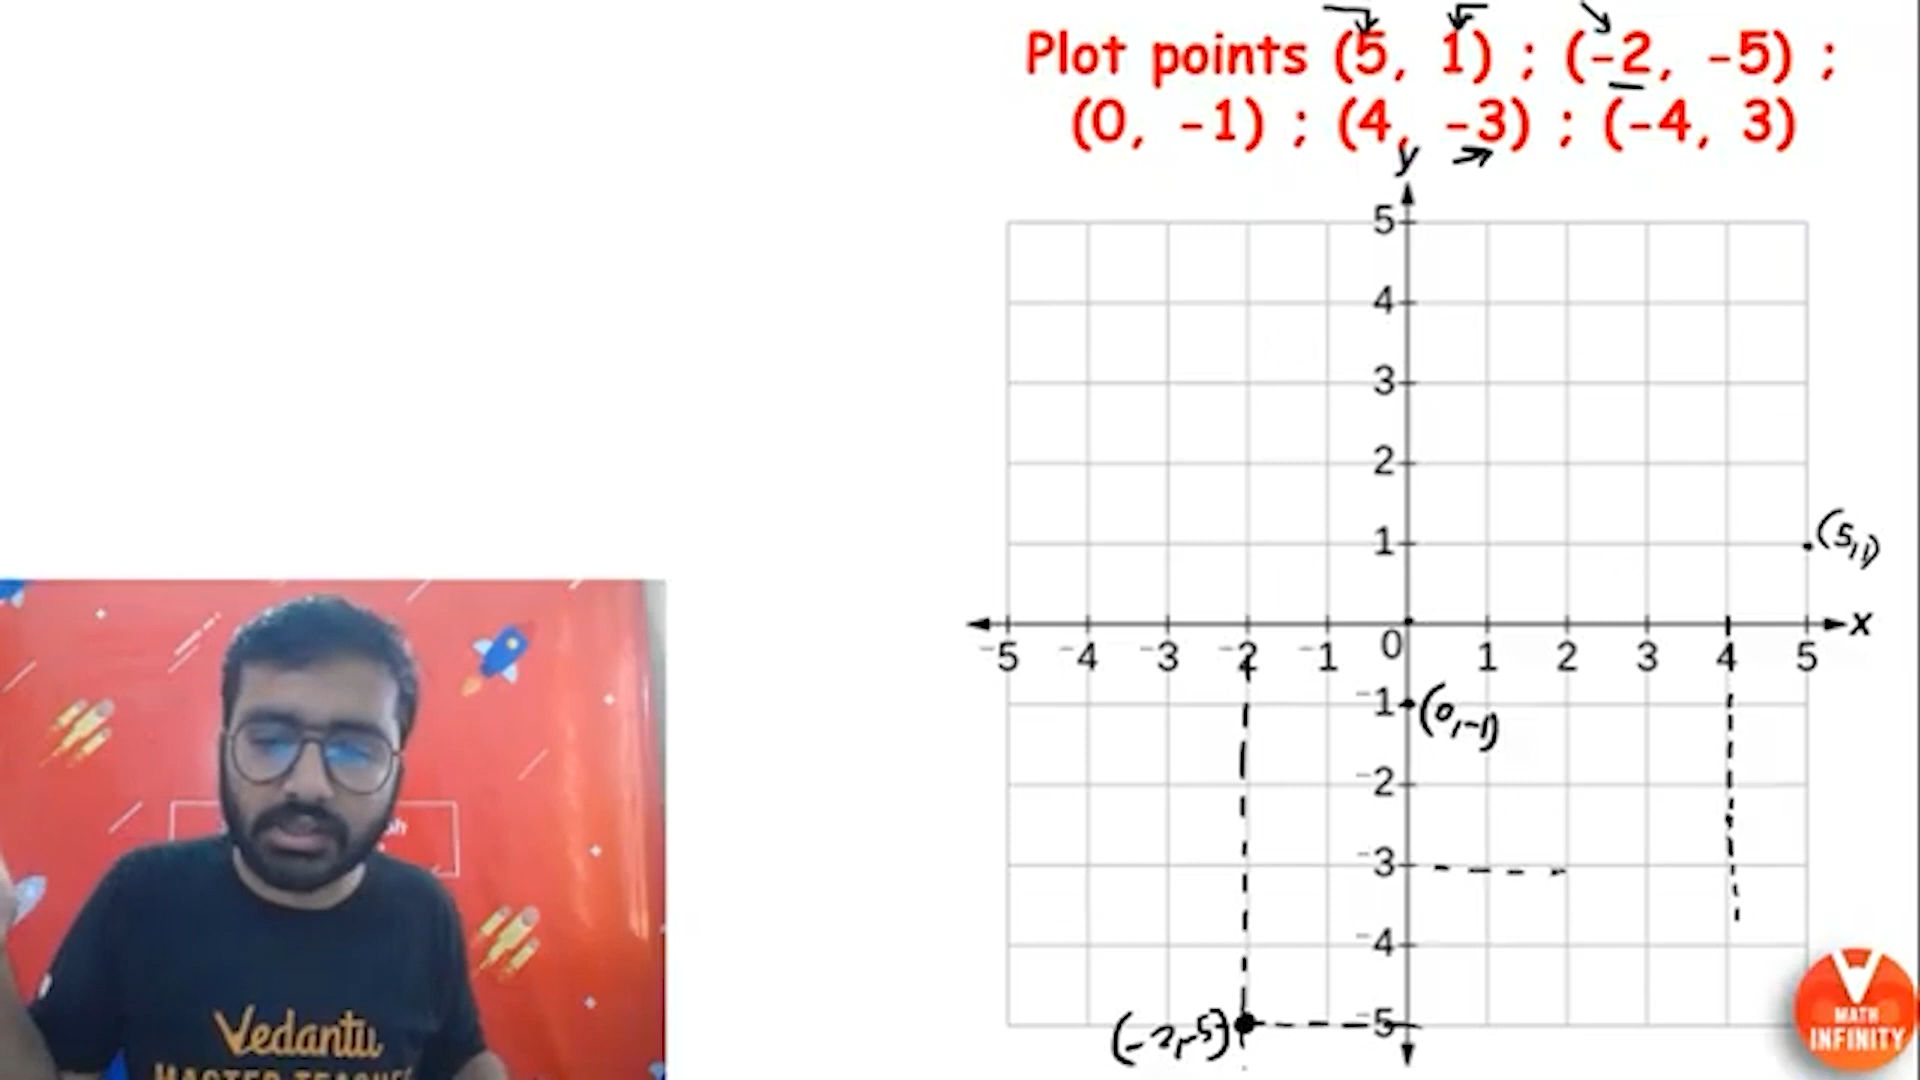 Plot points (5, 1) ; (-2, -5) ;
(0, -1) ; (4, -3) ; (-4, 3)
y
5
4
3
2
1
(5,1)
x
-5 -4 -3 -2 -1 0 1 2 3 4 5
-1
(0,-1)
-2
-3
-4
-5
(-2,-5)
Vedantu
MASTER TEACHER
MATH
INFINITY